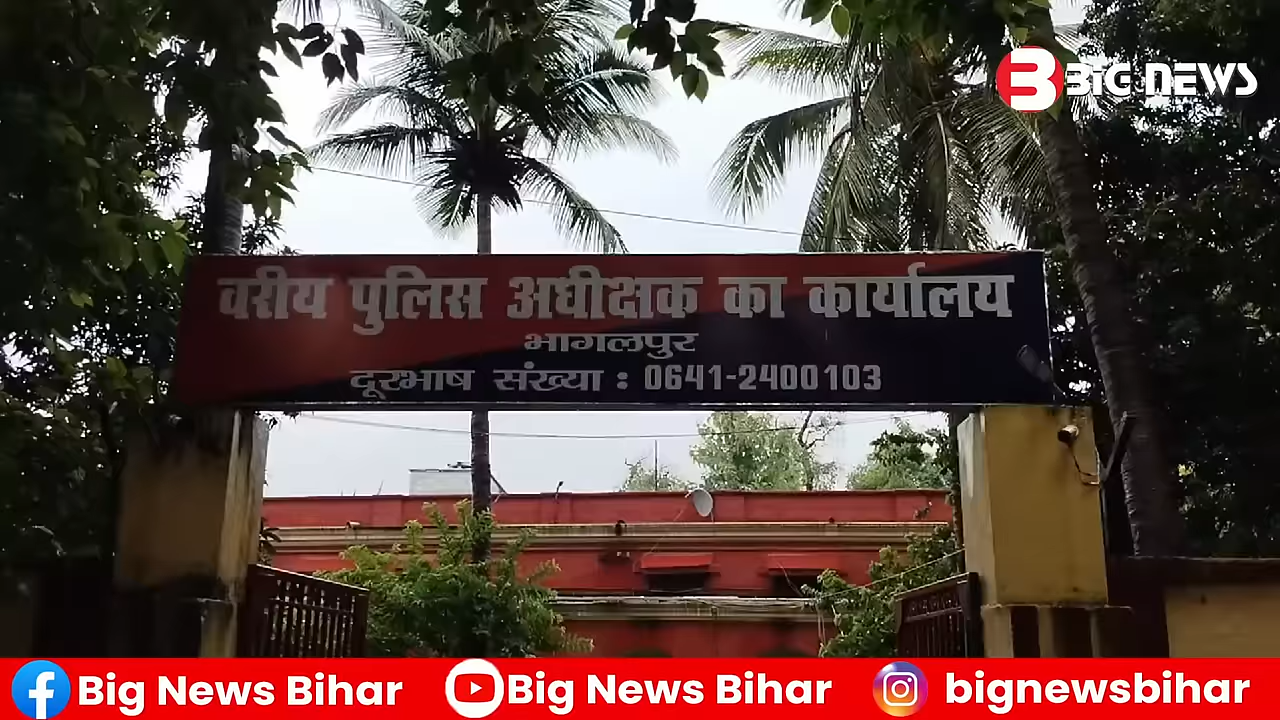 BIG NEWS
वरीय पुलिस अधीक्षक का कार्यालय
भागलपुर
दूरभाष संख्या : 0641-2400103
Big News Bihar Big News Bihar bignewsbihar